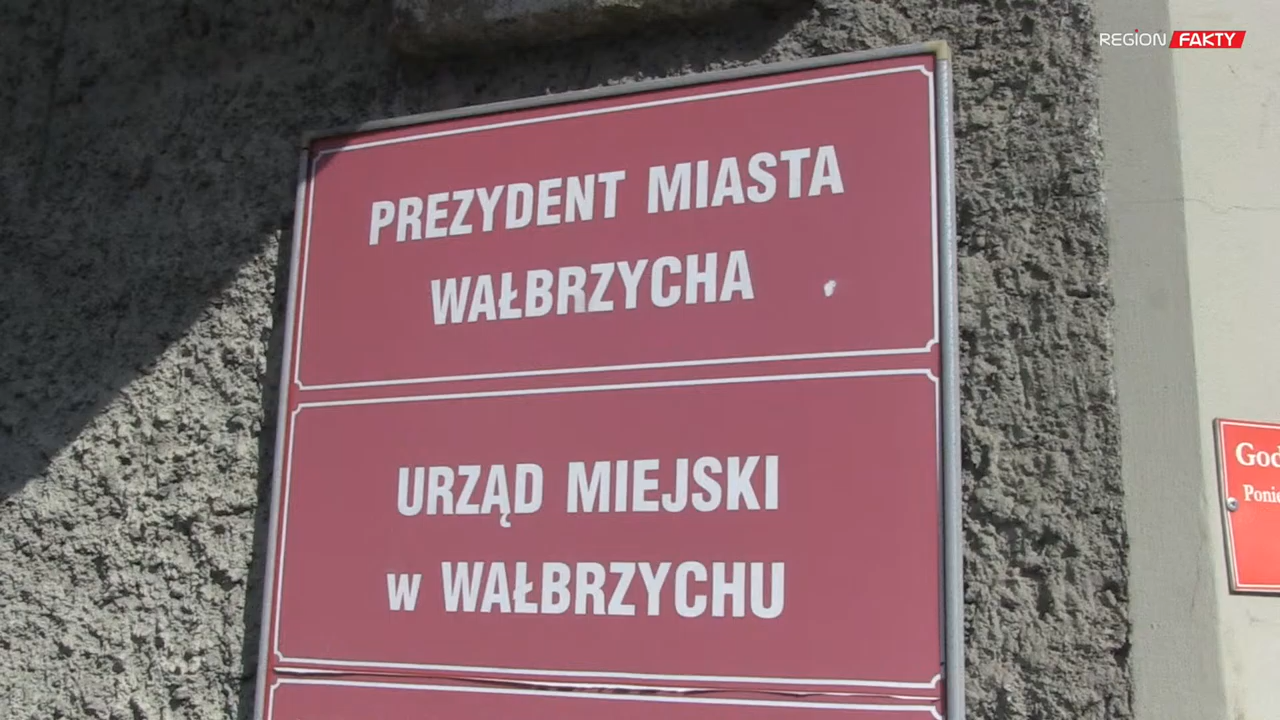 REGION FAKTY
PREZYDENT MIASTA
WAŁBRZYCHA
URZĄD MIEJSKI
w WAŁBRZYCHU